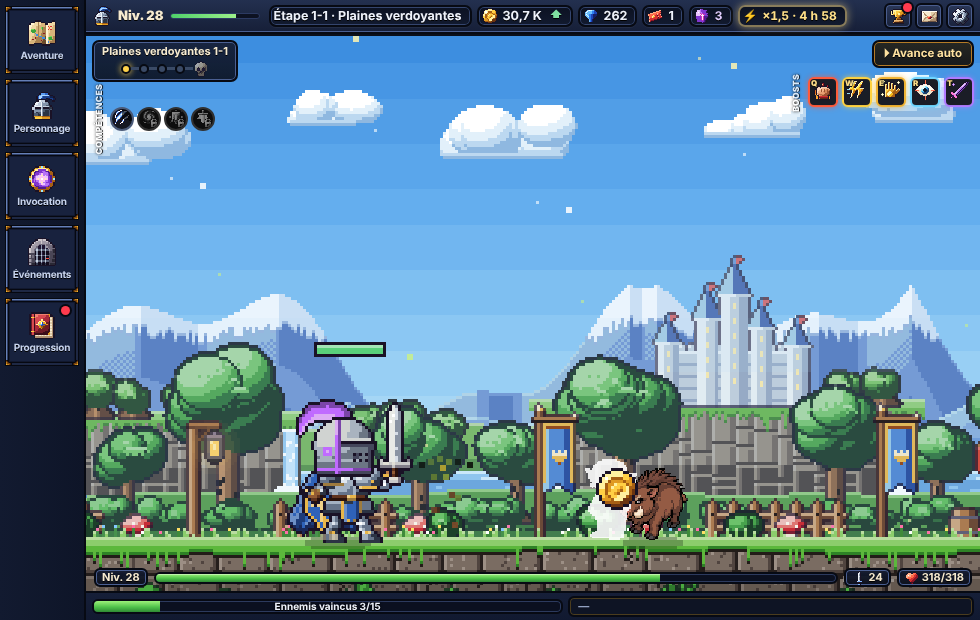 Niv. 28
Étape 1-1 · Plaines verdoyantes
30,7 K
262
1
3
×1,5 · 4 h 58
Aventure
Personnage
Invocation
Événements
Progression
Plaines verdoyantes 1-1
Avance auto
COMPÉTENCES
BOOSTS
Q
W
E
R
T
Niv. 28
24
318/318
Ennemis vaincus 3/15
—